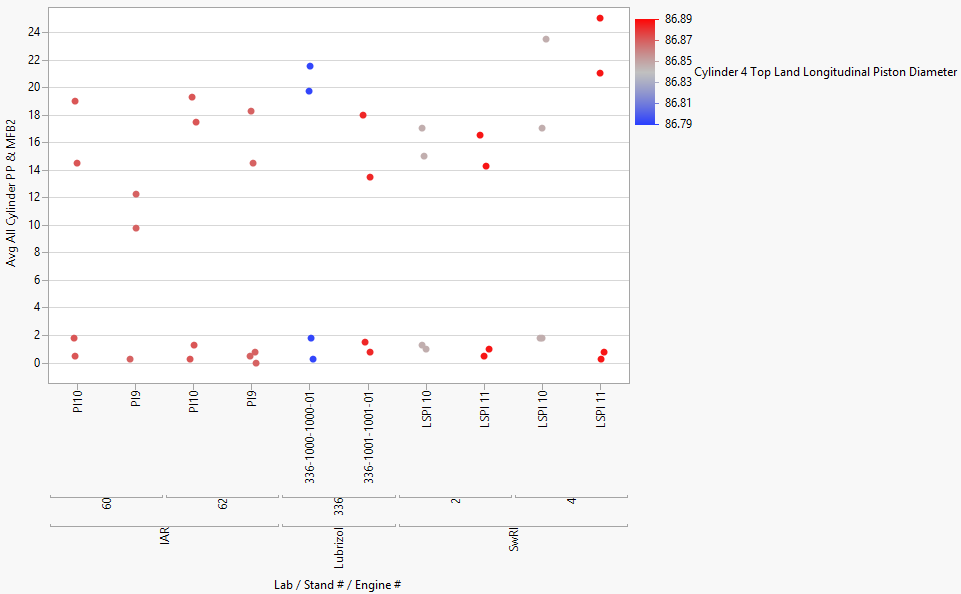 24
22
20
18
16
14
12
10
8
6
4
2
0
Avg All Cylinder PP & MFB2
86.89
86.87
86.85
86.83
86.81
86.79
Cylinder 4 Top Land Longitudinal Piston Diameter
PI10
PI9
PI10
PI9
336-1000-1000-01
336-1001-1001-01
LSPI 10
LSPI 11
LSPI 10
LSPI 11
60
62
336
2
4
IAR
Lubrizol
SwRI
Lab / Stand # / Engine #